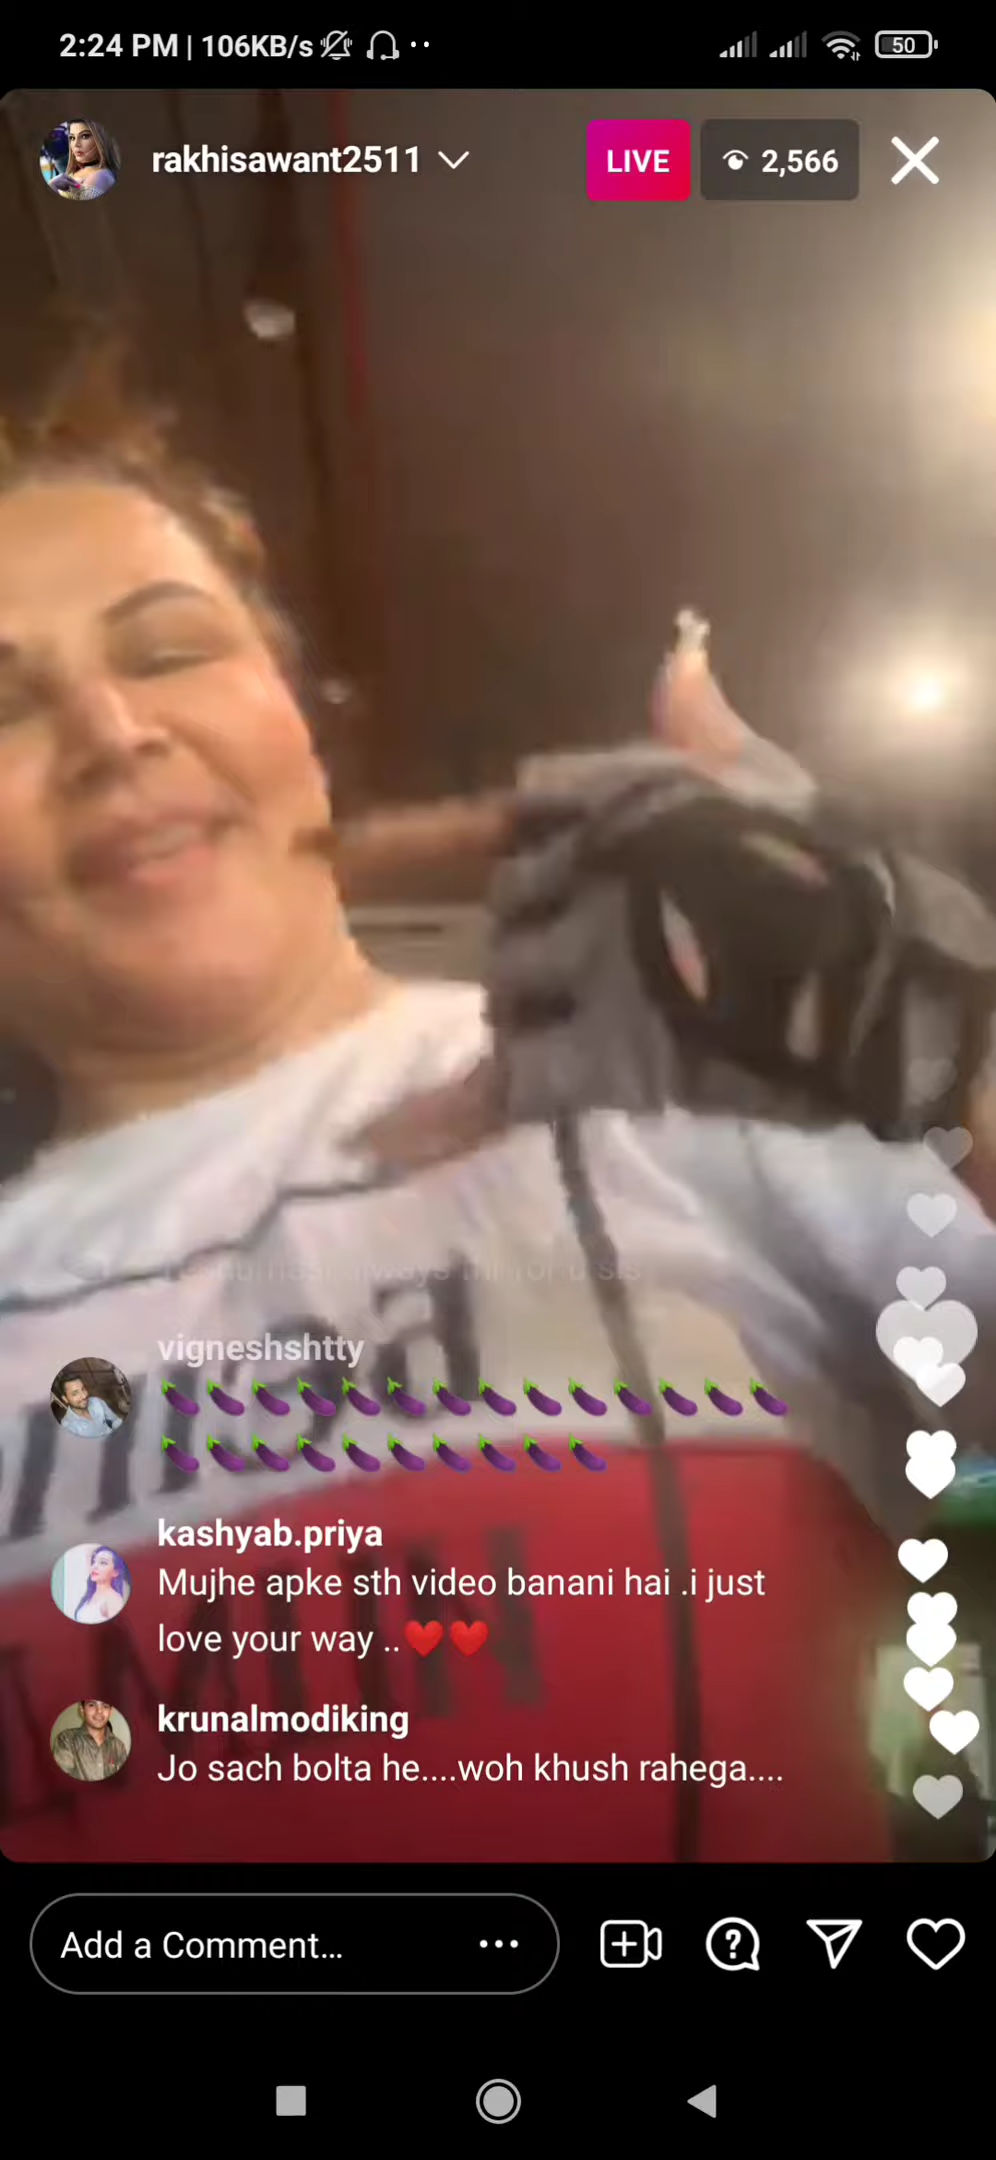 2:24 PM | 106KB/s
50
rakhisawant2511
LIVE
2,566
vigneshshtty
🍆🍆🍆🍆🍆🍆🍆🍆🍆🍆🍆🍆🍆🍆
🍆🍆🍆🍆🍆🍆🍆🍆🍆🍆
kashyab.priya
Mujhe apke sth video banani hai .i just
love your way ..❤️❤️
krunalmodiking
Jo sach bolta he....woh khush rahega....
Add a Comment...